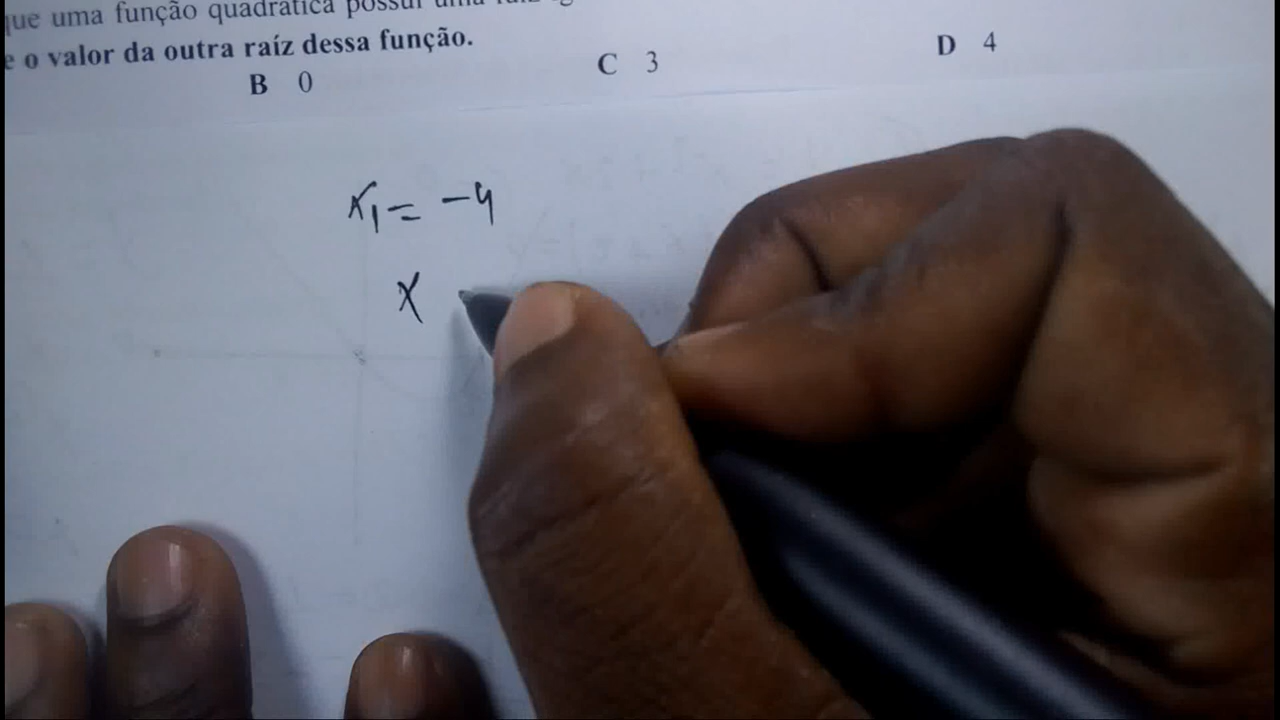 que uma função quadrática possui uma raiz
e o valor da outra raíz dessa função.
B 0 C 3 D 4
x₁ = -4
x